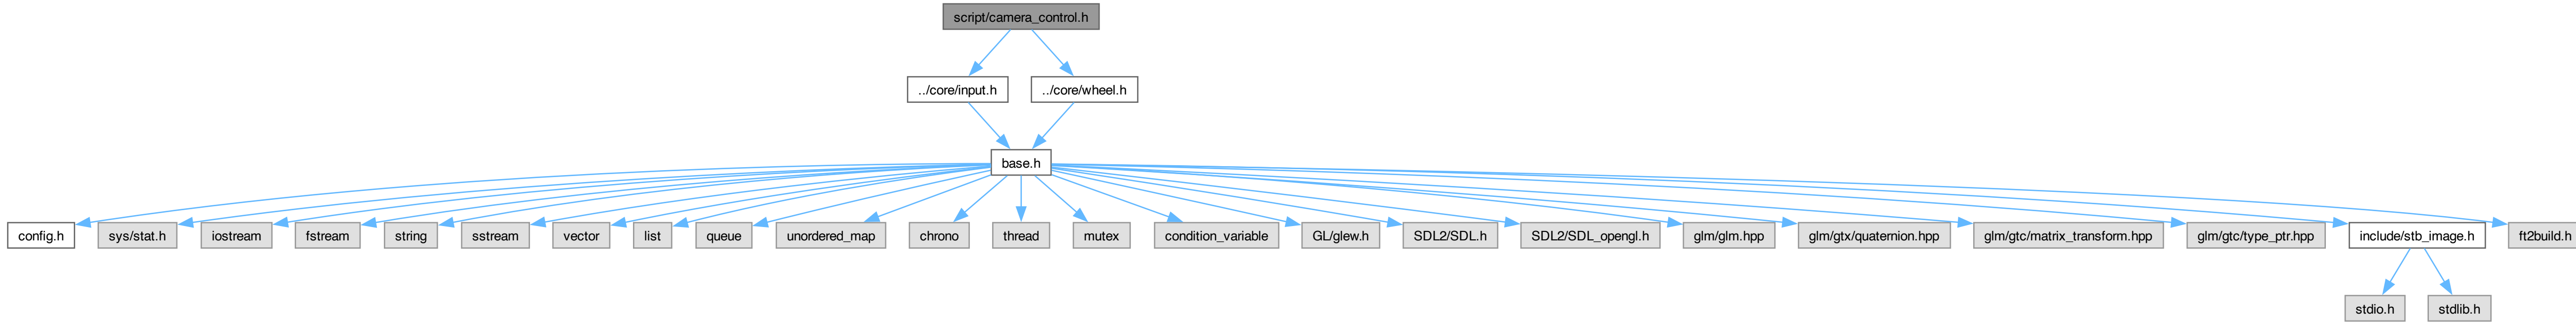 script/camera_control.h
../core/input.h
../core/wheel.h
base.h
config.h
sys/stat.h
iostream
fstream
string
sstream
vector
list
queue
unordered_map
chrono
thread
mutex
condition_variable
GL/glew.h
SDL2/SDL.h
SDL2/SDL_opengl.h
glm/glm.hpp
glm/gtx/quaternion.hpp
glm/gtc/matrix_transform.hpp
glm/gtc/type_ptr.hpp
include/stb_image.h
ft2build.h
stdio.h
stdlib.h